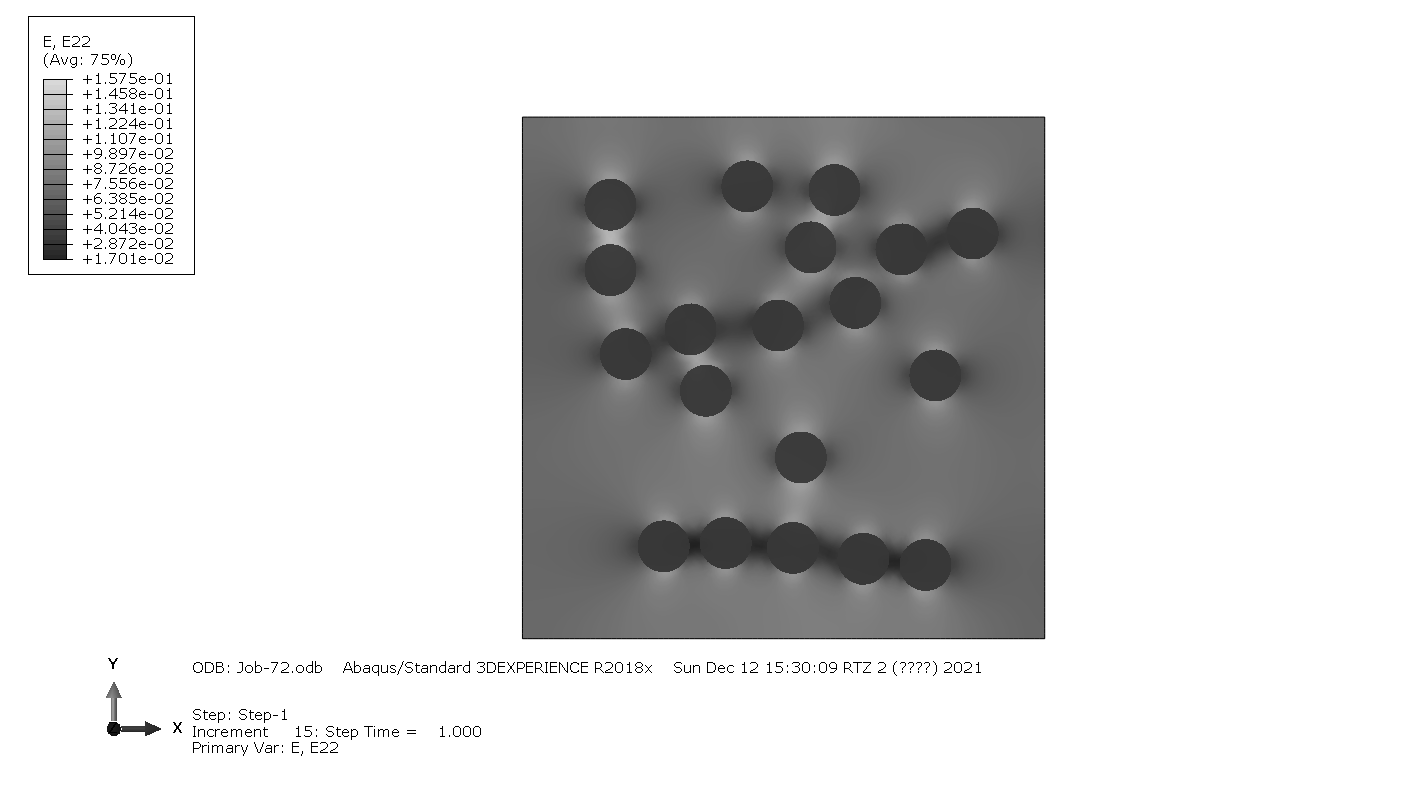 E, E22
(Avg: 75%)
+1.575e-01
+1.458e-01
+1.341e-01
+1.224e-01
+1.107e-01
+9.897e-02
+8.726e-02
+7.556e-02
+6.385e-02
+5.214e-02
+4.043e-02
+2.872e-02
+1.701e-02
Y
X
ODB: Job-72.odb    Abaqus/Standard 3DEXPERIENCE R2018x    Sun Dec 12 15:30:09 RTZ 2 (????) 2021
Step: Step-1
Increment     15: Step Time =    1.000
Primary Var: E, E22